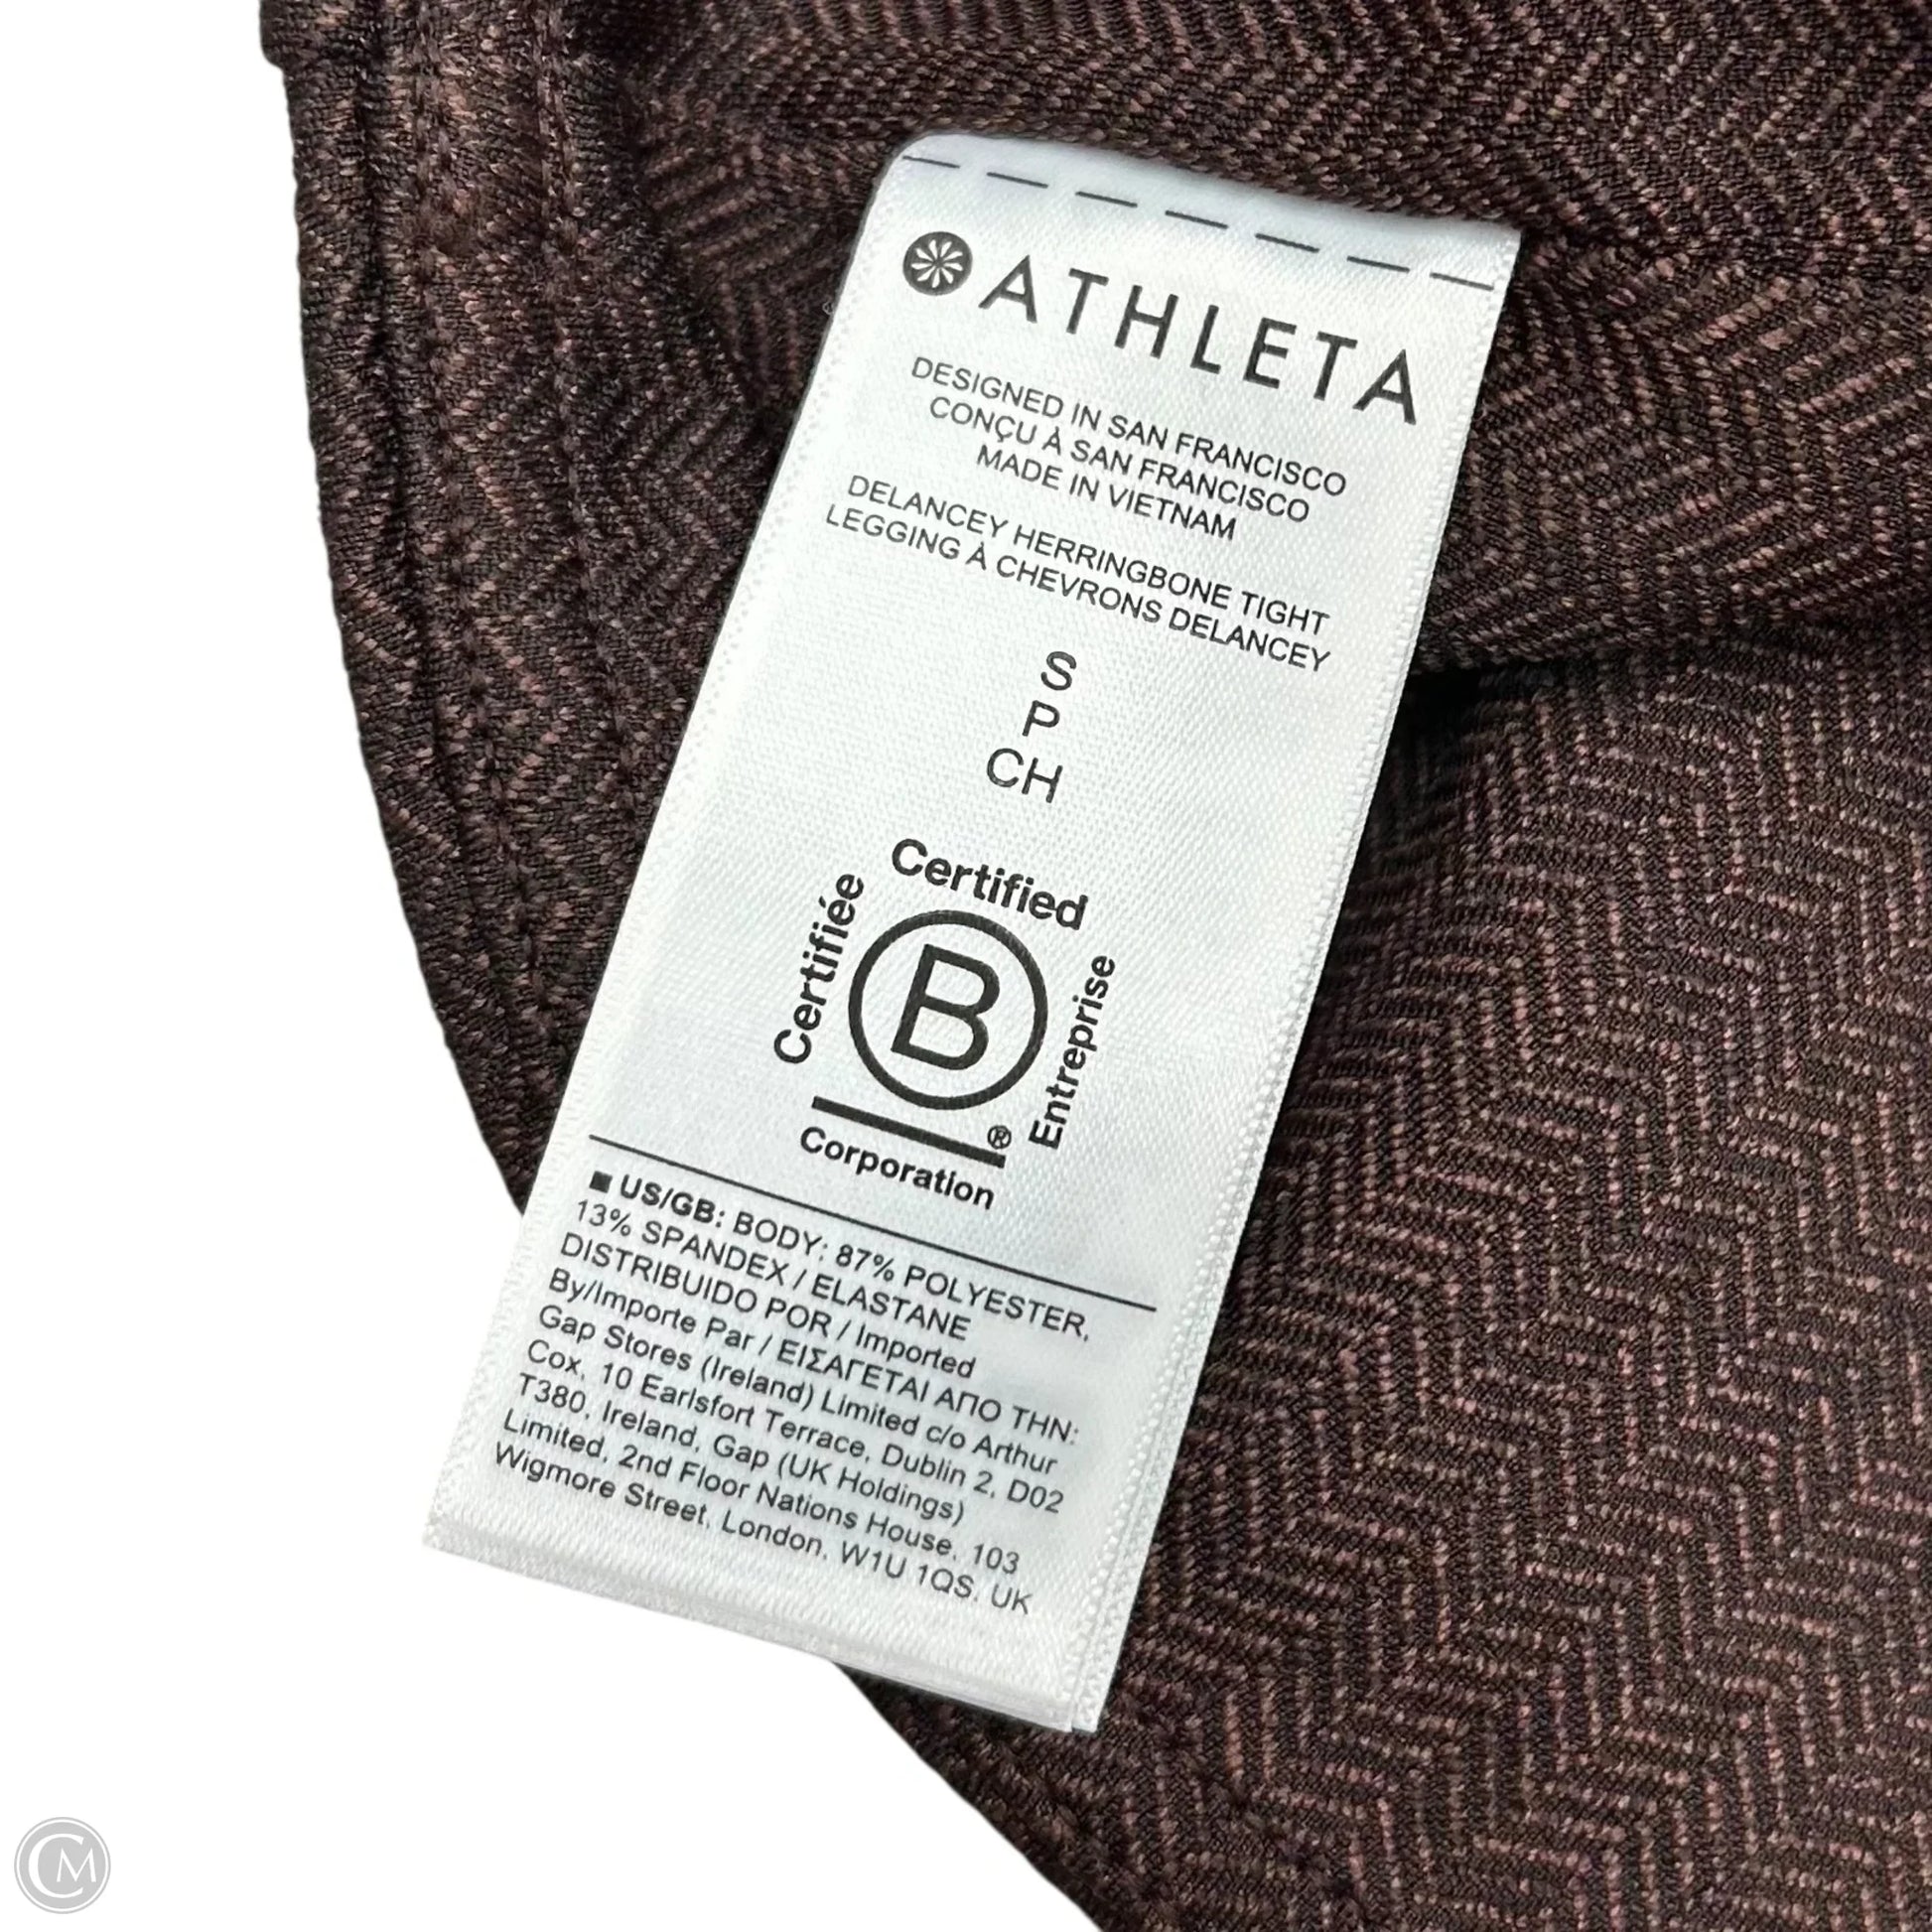 ATHLETA
DESIGNED IN SAN FRANCISCO
CONÇU À SAN FRANCISCO
MADE IN VIETNAM
DELANCEY HERRINGBONE TIGHT
LEGGING À CHEVRONS DELANCEY
S
P
CH
Certified
Certifiée
B
Entreprise
®
Corporation
■ US/GB: BODY: 87% POLYESTER,
13% SPANDEX / ELASTANE
DISTRIBUIDO POR / Imported
By/Importe Par / ΕΙΣΑΓΕΤΑΙ ΑΠΟ ΤΗΝ:
Gap Stores (Ireland) Limited c/o Arthur
Cox, 10 Earlsfort Terrace, Dublin 2, D02
T380, Ireland, Gap (UK Holdings)
Limited, 2nd Floor Nations House, 103
Wigmore Street, London, W1U 1QS, UK
CM